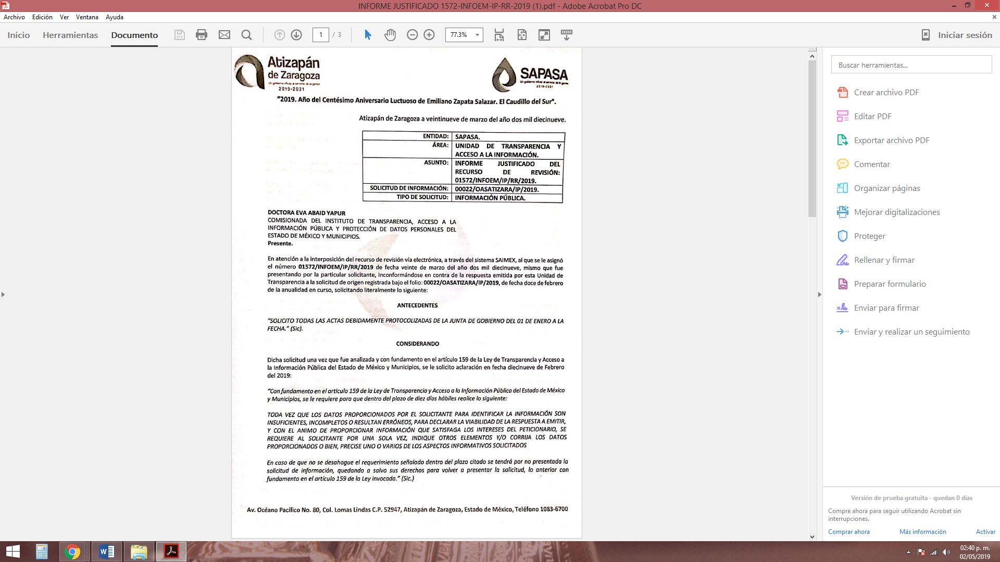 INFORME JUSTIFICADO 1572-INFOEM-IP-RR-2019 (1).pdf - Adobe Acrobat Pro DC
Archivo Edición Ver Ventana Ayuda
Inicio Herramientas Documento 1 / 3 77.3% Iniciar sesión
Atizapán
de Zaragoza
Un gobierno eficaz al servicio de la gente
2019-2021
SAPASA
Un gobierno eficaz al servicio de la gente
2019-2021
"2019. Año del Centésimo Aniversario Luctuoso de Emiliano Zapata Salazar. El Caudillo del Sur".
Atizapán de Zaragoza a veintinueve de marzo del año dos mil diecinueve.
ENTIDAD: SAPASA.
ÁREA: UNIDAD DE TRANSPARENCIA Y
ACCESO A LA INFORMACIÓN.
ASUNTO: INFORME JUSTIFICADO DEL
RECURSO DE REVISIÓN:
01572/INFOEM/IP/RR/2019.
SOLICITUD DE INFORMACIÓN: 00022/OASATIZARA/IP/2019.
TIPO DE SOLICITUD: INFORMACIÓN PÚBLICA.
DOCTORA EVA ABAID YAPUR
COMISIONADA DEL INSTITUTO DE TRANSPARENCIA, ACCESO A LA
INFORMACIÓN PÚBLICA Y PROTECCIÓN DE DATOS PERSONALES DEL
ESTADO DE MÉXICO Y MUNICIPIOS.
Presente.
En atención a la interposición del recurso de revisión vía electrónica, a través del sistema SAIMEX, al que se le asignó
el número 01572/INFOEM/IP/RR/2019 de fecha veinte de marzo del año dos mil diecinueve, mismo que fue
presentando por la particular solicitante, inconformándose en contra de la respuesta emitida por esta Unidad de
Transparencia a la solicitud de origen registrada bajo el folio: 00022/OASATIZARA/IP/2019, de fecha doce de febrero
de la anualidad en curso, solicitando literalmente lo siguiente:
ANTECEDENTES
"SOLICITO TODAS LAS ACTAS DEBIDAMENTE PROTOCOLIZADAS DE LA JUNTA DE GOBIERNO DEL 01 DE ENERO A LA
FECHA." (Sic).
CONSIDERANDO
Dicha solicitud una vez que fue analizada y con fundamento en el artículo 159 de la Ley de Transparencia y Acceso a
la Información Pública del Estado de México y Municipios, se le solicito aclaración en fecha diecinueve de Febrero
del 2019:
"Con fundamento en el articulo 159 de la Ley de Transparencia y Acceso a la Información Pública del Estado de México
y Municipios, se le requiere para que dentro del plazo de diez días hábiles realice lo siguiente:
TODA VEZ QUE LOS DATOS PROPORCIONADOS POR EL SOLICITANTE PARA IDENTIFICAR LA INFORMACIÓN SON
INSUFICIENTES, INCOMPLETOS O RESULTAN ERRÓNEOS, PARA DECLARAR LA VIABILIDAD DE LA RESPUESTA A EMITIR,
Y CON EL ANIMO DE PROPORCIONAR INFORMACIÓN QUE SATISFAGA LOS INTERESES DEL PETICIONARIO, SE
REQUIERE AL SOLICITANTE POR UNA SOLA VEZ, INDIQUE OTROS ELEMENTOS Y/O CORRIJA LOS DATOS
PROPORCIONADOS O BIEN, PRECISE UNO O VARIOS DE LOS ASPECTOS INFORMATIVOS SOLICITADOS
En caso de que no se desahogue el requerimiento señalado dentro del plazo citado se tendrá por no presentada la
solicitud de información, quedando a salvo sus derechos para volver a presentar la solicitud, lo anterior con
fundamento en el artículo 159 de la Ley invocada." (Sic.)
Av. Océano Pacífico No. 80, Col. Lomas Lindas C.P. 52947, Atizapán de Zaragoza, Estado de México, Teléfono 1083-6700
Buscar herramientas...
Crear archivo PDF
Editar PDF
Exportar archivo PDF
Comentar
Organizar páginas
Mejorar digitalizaciones
Proteger
Rellenar y firmar
Preparar formulario
Enviar para firmar
Enviar y realizar un seguimiento
Versión de prueba gratuita - quedan 0 días
Compre ahora para seguir utilizando Acrobat sin
interrupciones.
Comprar ahora Más información Activar
02:40 p. m.
02/05/2019